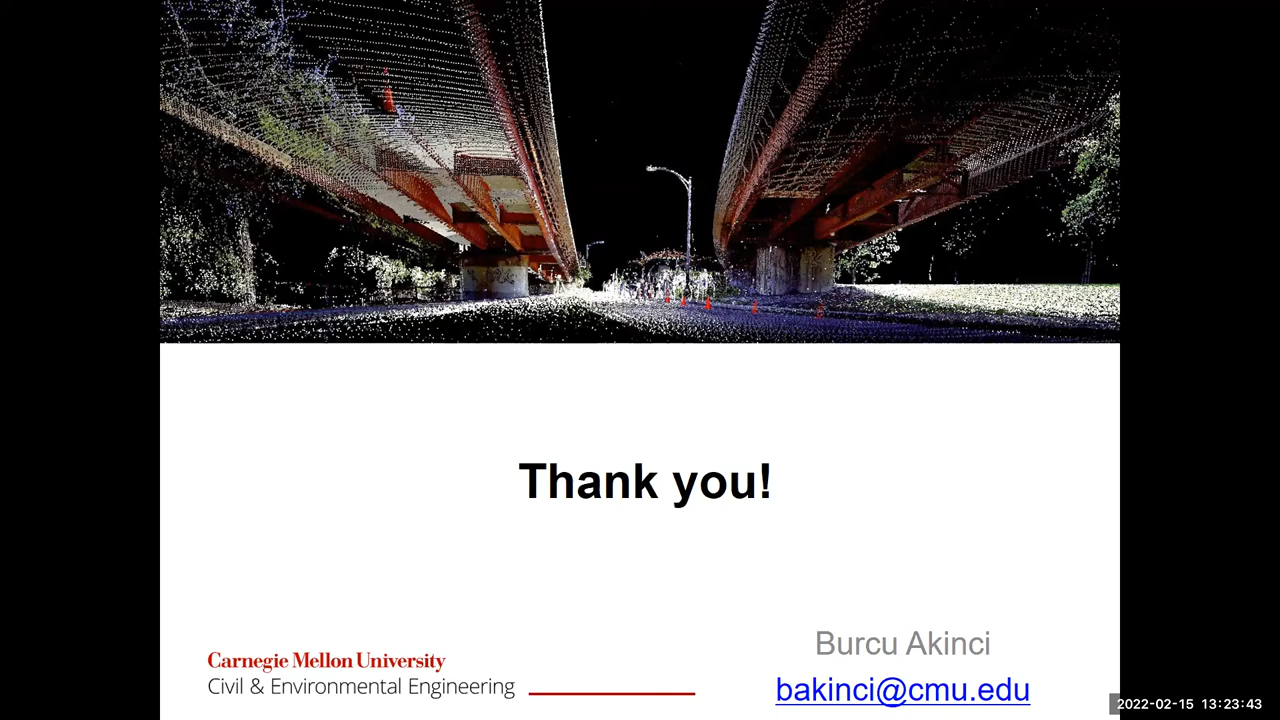 Thank you!
Burcu Akinci
Carnegie Mellon University
Civil & Environmental Engineering
bakinci@cmu.edu
2022-02-15 13:23:43